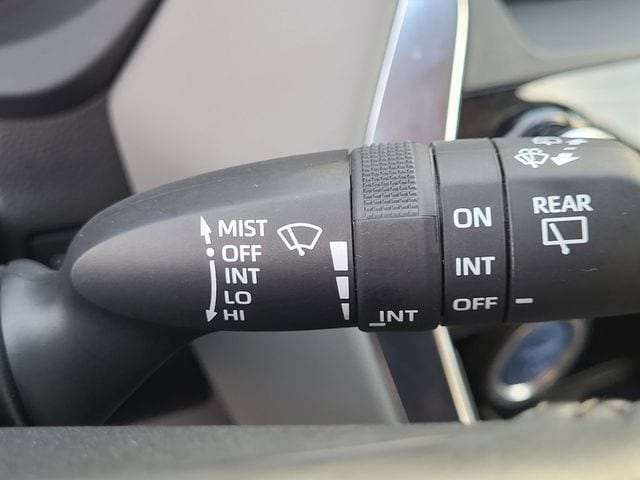 MIST
OFF
INT
LO
HI
INT
ON
INT
OFF
REAR